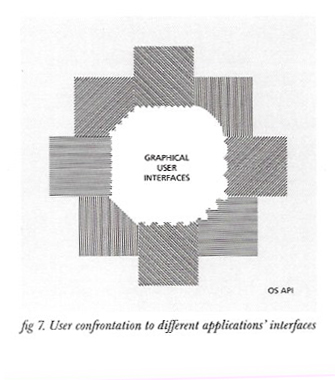 GRAPHICAL
USER
INTERFACES
OS API
fig 7. User confrontation to different applications' interfaces